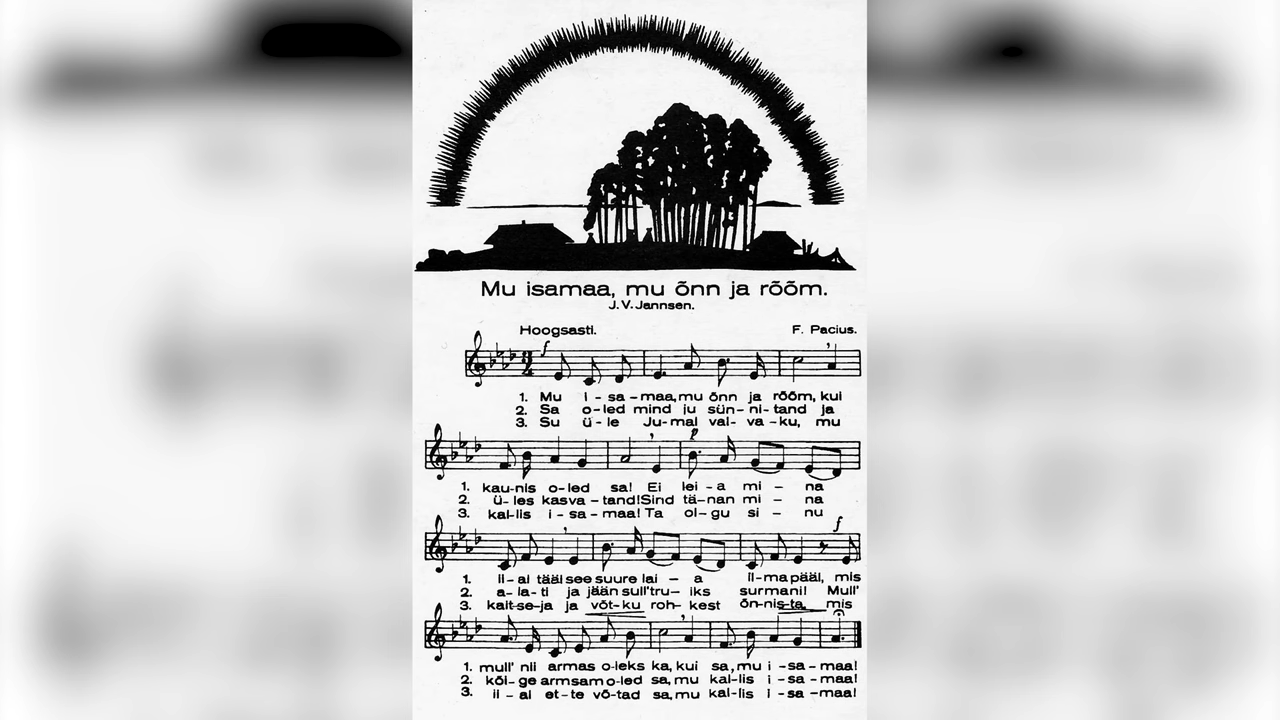 Mu isamaa, mu õnn ja rõõm.
J. V. Jannsen.
Hoogsasti.
F. Pacius.
f
3 4
1. Mu i-sa-maa, mu õnn ja rõõm, kui
2. Sa o-led mind ju sün-ni-tand ja
3. Su ü-le Ju-mal val-va-ku, mu
p
1. kau-nis o-led sa! Ei lei-a mi-na
2. ü-les kasva-tand! Sind tä-nan mi-na
3. kal-lis i-sa-maa! Ta ol-gu si-nu
f
1. ii-al tääl see suure lai-a il-ma pääl, mis
2. a-la-ti ja jään sull' tru-iks surmani! Mull'
3. kait-se-ja ja võt-ku roh-kest õn-nis-ta, mis
1. mull' nii armas o-leks ka, kui sa, mu i-sa-maa!
2. kõi-ge armsam o-led sa, mu kal-lis i-sa-maa!
3. ii-al et-te võ-tad sa, mu kal-lis i-sa-maa!